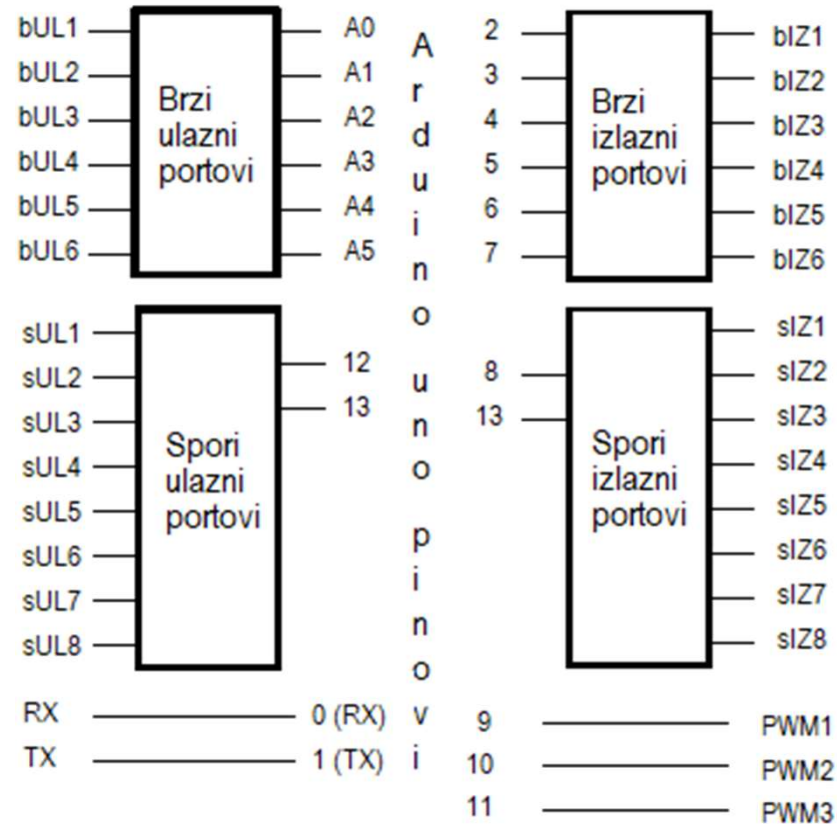 bUL1
bUL2
bUL3
bUL4
bUL5
bUL6
Brzi
ulazni
portovi
A0
A1
A2
A3
A4
A5
sUL1
sUL2
sUL3
sUL4
sUL5
sUL6
sUL7
sUL8
Spori
ulazni
portovi
12
13
RX 0 (RX)
TX 1 (TX)
Arduino uno pinovi
2
3
4
5
6
7
Brzi
izlazni
portovi
bIZ1
bIZ2
bIZ3
bIZ4
bIZ5
bIZ6
8
13
Spori
izlazni
portovi
sIZ1
sIZ2
sIZ3
sIZ4
sIZ5
sIZ6
sIZ7
sIZ8
9 PWM1
10 PWM2
11 PWM3